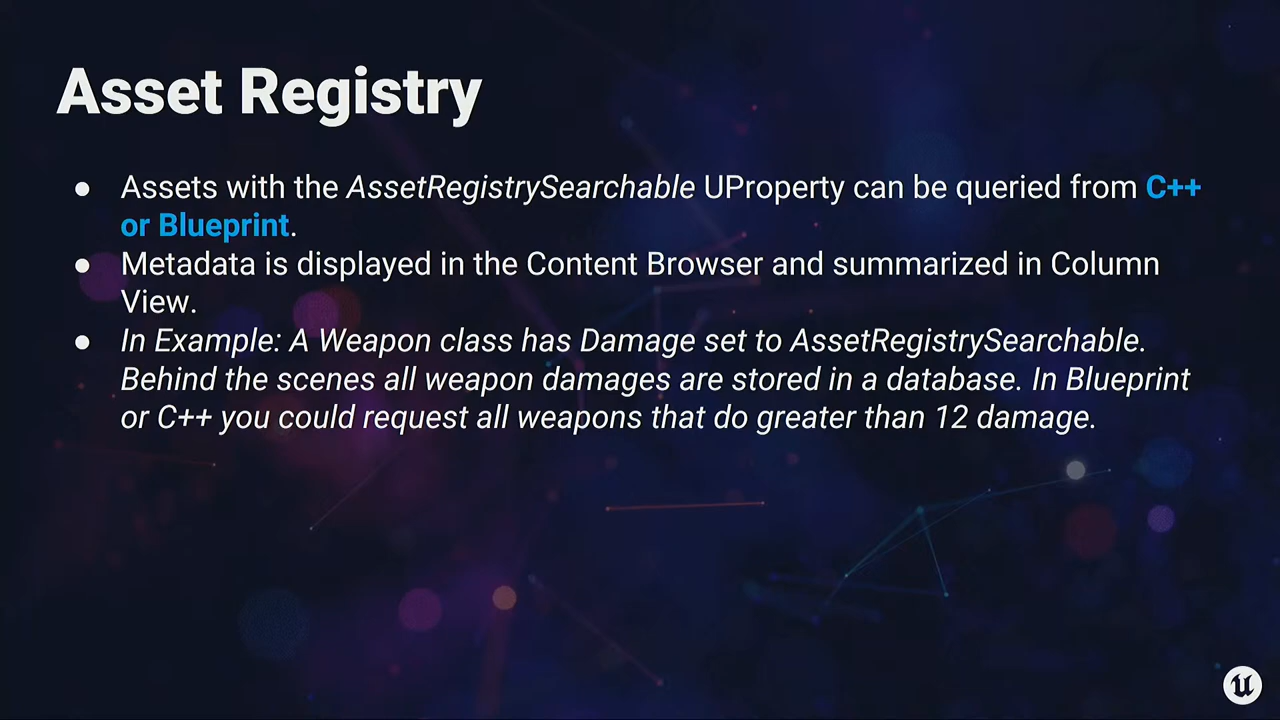 Asset Registry
● Assets with the AssetRegistrySearchable UProperty can be queried from C++
or Blueprint.
● Metadata is displayed in the Content Browser and summarized in Column
View.
● In Example: A Weapon class has Damage set to AssetRegistrySearchable.
Behind the scenes all weapon damages are stored in a database. In Blueprint
or C++ you could request all weapons that do greater than 12 damage.